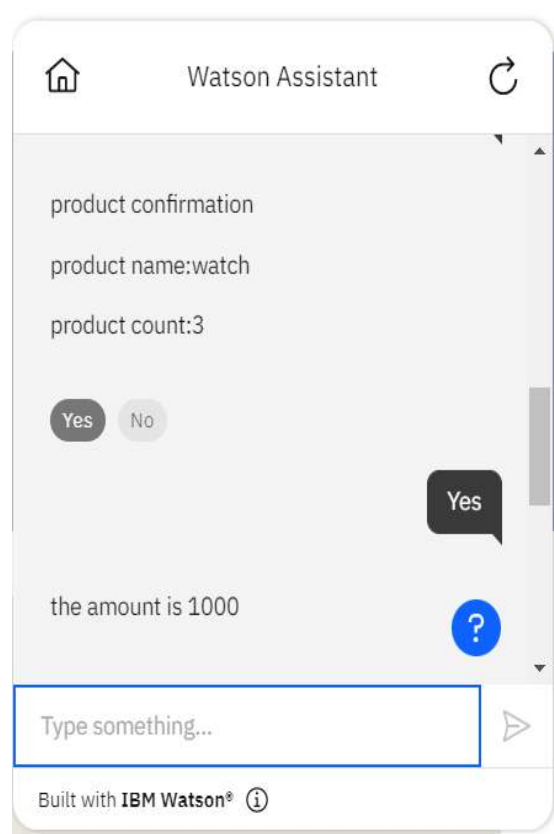 Watson Assistant
product confirmation
product name:watch
product count:3
Yes No
Yes
the amount is 1000
?
Type something...
Built with IBM Watson®